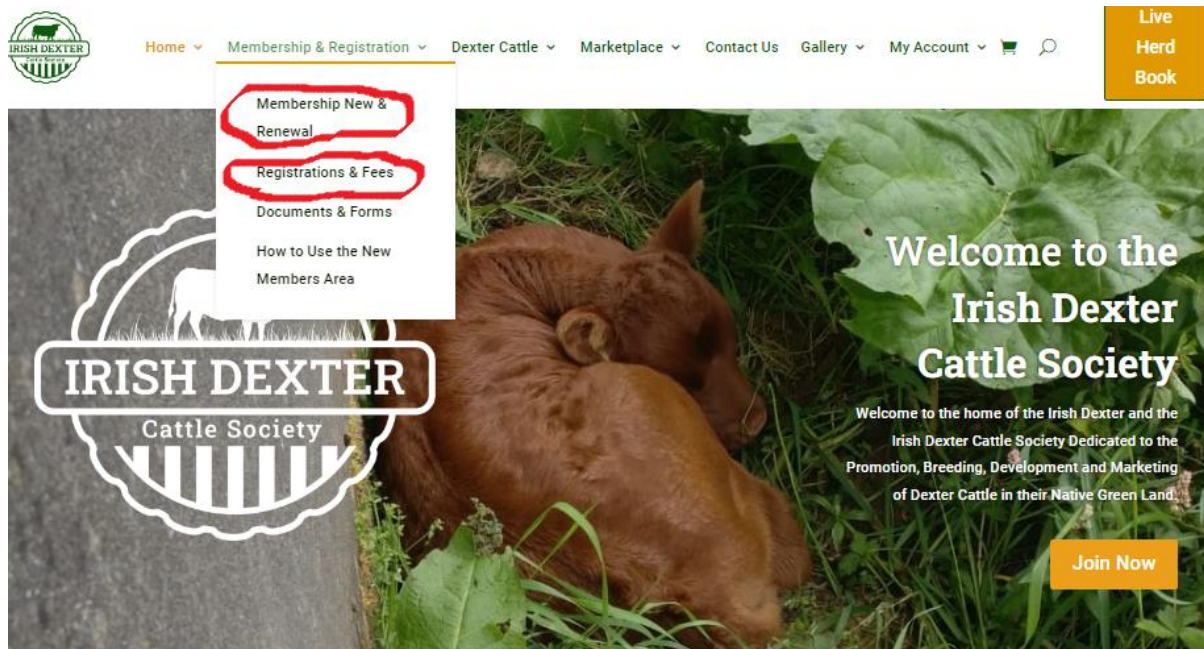 IRISH DEXTER
Cattle Society
Home
Membership & Registration
Dexter Cattle
Marketplace
Contact Us
Gallery
My Account
Live
Herd
Book
Membership New &
Renewal
Registrations & Fees
Documents & Forms
How to Use the New
Members Area
IRISH DEXTER
Cattle Society
Welcome to the
Irish Dexter
Cattle Society
Welcome to the home of the Irish Dexter and the
Irish Dexter Cattle Society Dedicated to the
Promotion, Breeding, Development and Marketing
of Dexter Cattle in their Native Green Land.
Join Now